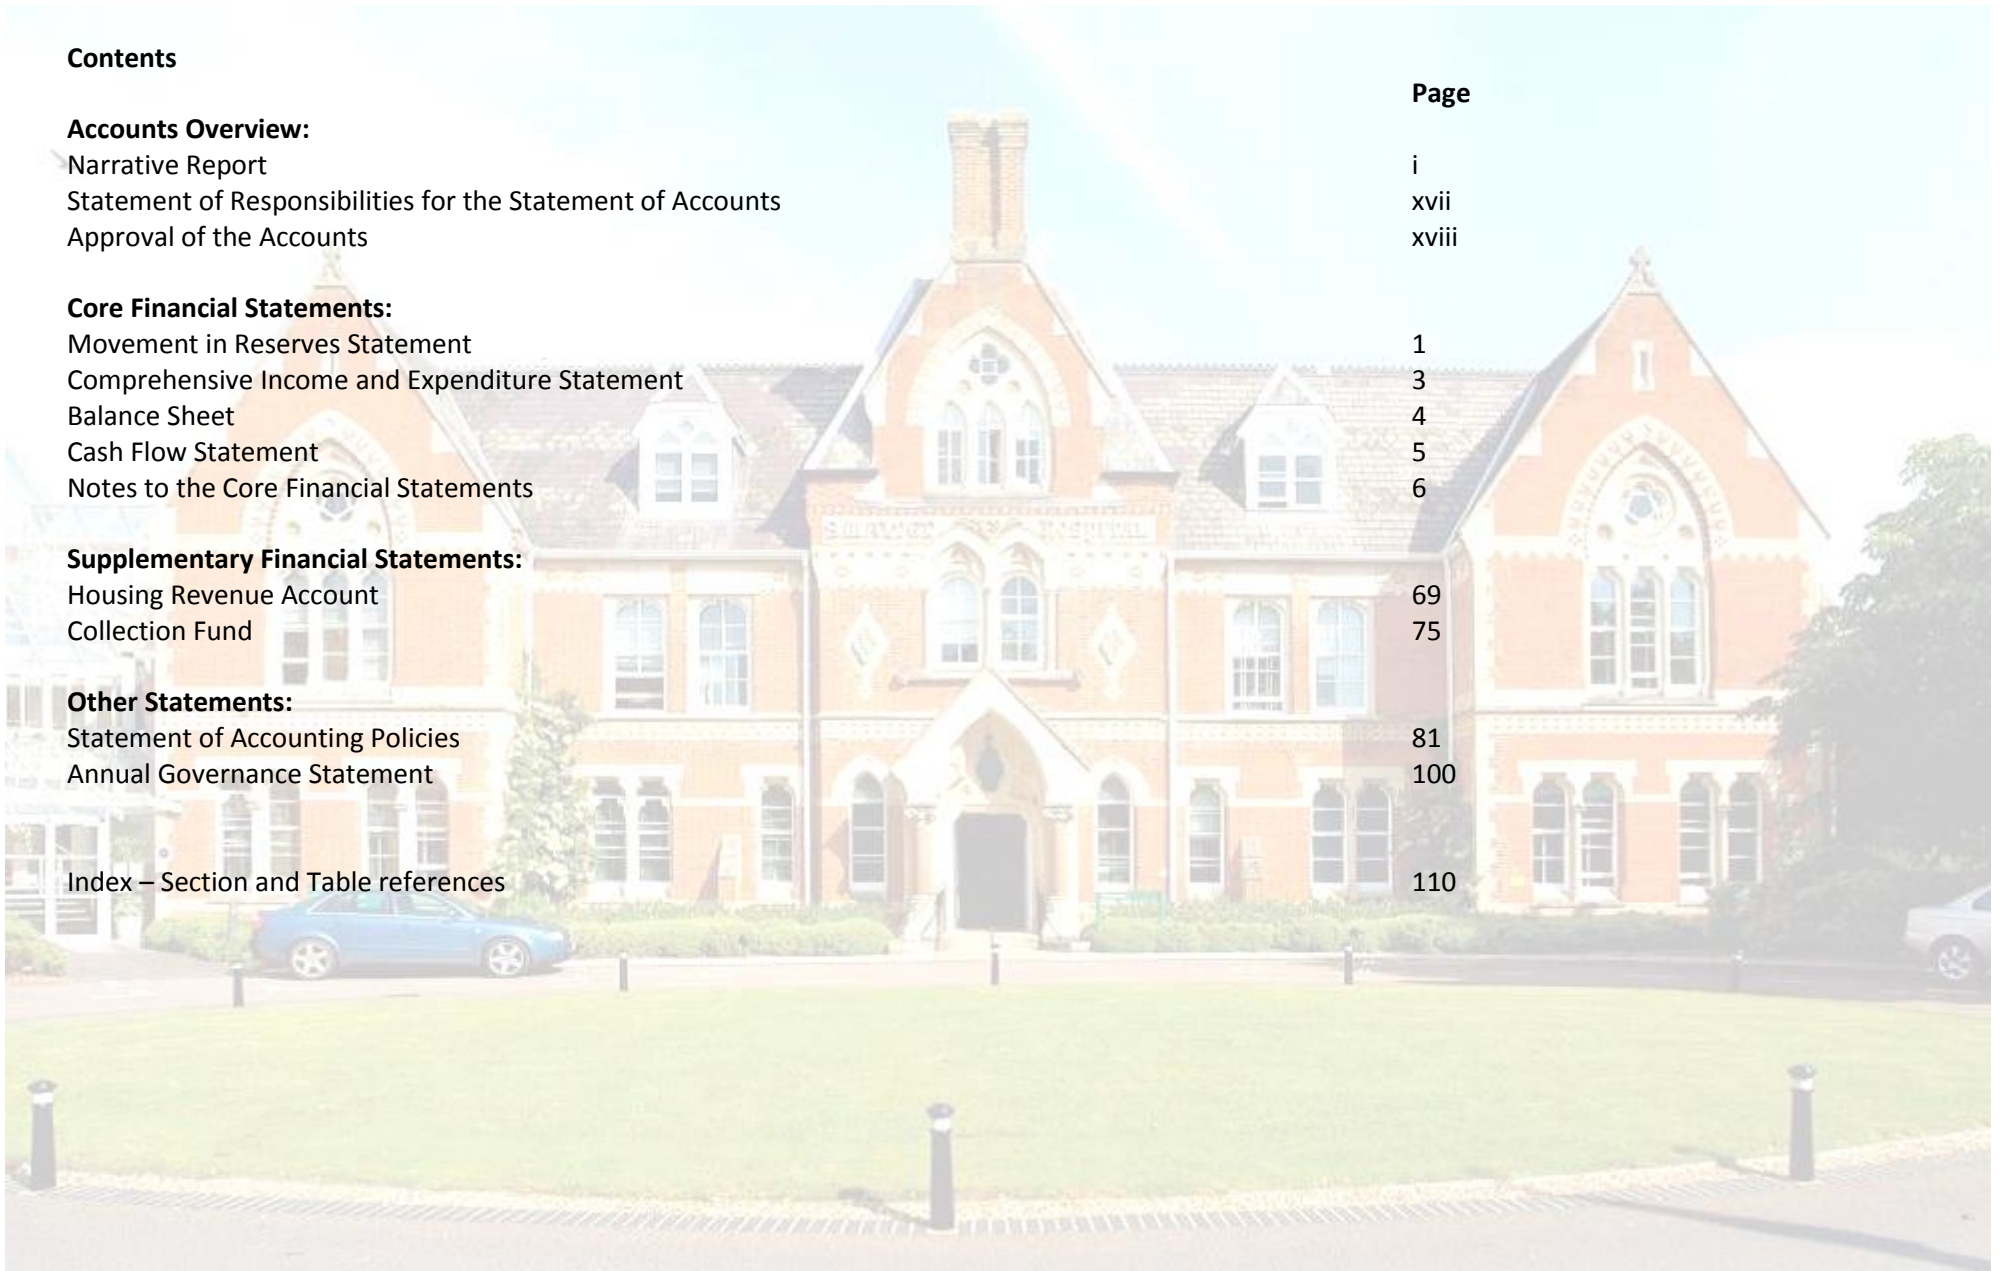 Contents
Page
Accounts Overview:
Narrative Report i
Statement of Responsibilities for the Statement of Accounts xvii
Approval of the Accounts xviii
Core Financial Statements:
Movement in Reserves Statement 1
Comprehensive Income and Expenditure Statement 3
Balance Sheet 4
Cash Flow Statement 5
Notes to the Core Financial Statements 6
Supplementary Financial Statements:
Housing Revenue Account 69
Collection Fund 75
Other Statements:
Statement of Accounting Policies 81
Annual Governance Statement 100
Index – Section and Table references 110